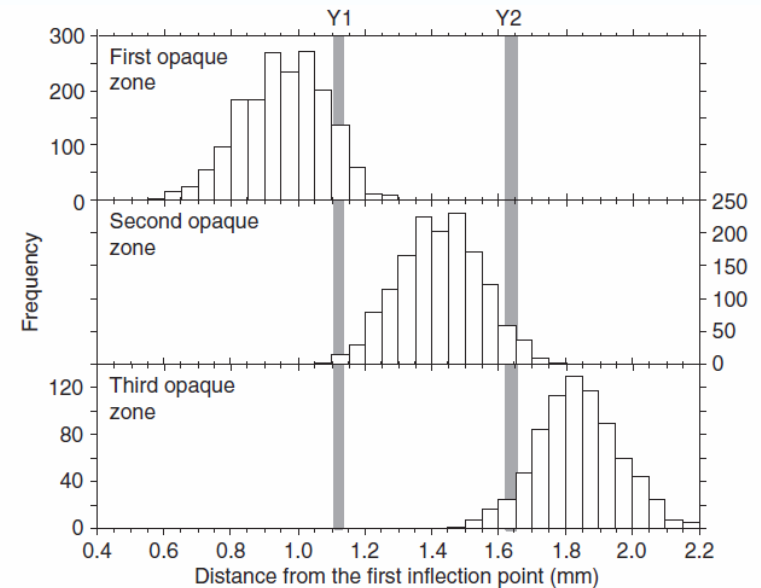 Y1 Y2
300
200
100
0
First opaque
zone
250
200
150
100
50
0
Second opaque
zone
Frequency
120
80
40
0
Third opaque
zone
0.4 0.6 0.8 1.0 1.2 1.4 1.6 1.8 2.0 2.2
Distance from the first inflection point (mm)